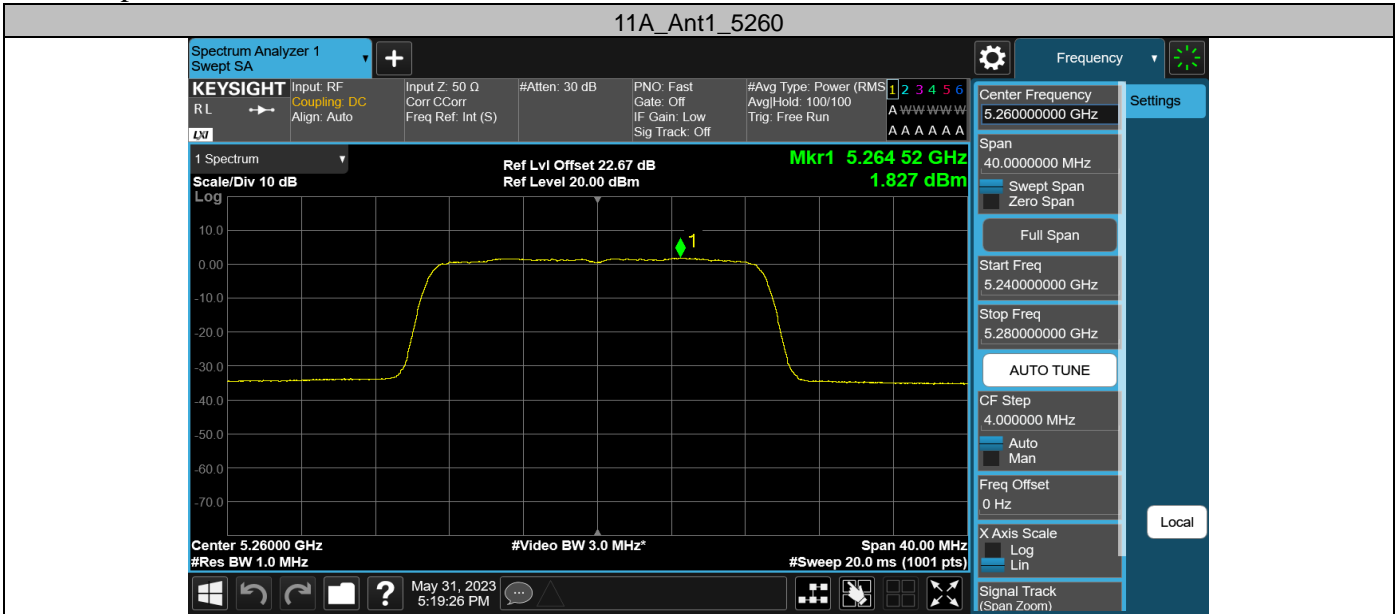 11A_Ant1_5260
Spectrum Analyzer 1
Swept SA
Frequency
KEYSIGHT
R L
LXI
Input: RF
Coupling: DC
Align: Auto
Input Z: 50 Ω
Corr CCorr
Freq Ref: Int (S)
#Atten: 30 dB
PNO: Fast
Gate: Off
IF Gain: Low
Sig Track: Off
#Avg Type: Power (RMS
Avg|Hold: 100/100
Trig: Free Run
1 2 3 4 5 6
A W W W W W
A A A A A A
1 Spectrum
Scale/Div 10 dB
Log
Ref Lvl Offset 22.67 dB
Ref Level 20.00 dBm
Mkr1 5.264 52 GHz
1.827 dBm
10.0
0.00
-10.0
-20.0
-30.0
-40.0
-50.0
-60.0
-70.0
1
Center 5.26000 GHz
#Res BW 1.0 MHz
#Video BW 3.0 MHz*
Span 40.00 MHz
#Sweep 20.0 ms (1001 pts)
?
May 31, 2023
5:19:26 PM
Center Frequency
5.260000000 GHz
Span
40.0000000 MHz
Swept Span
Zero Span
Full Span
Start Freq
5.240000000 GHz
Stop Freq
5.280000000 GHz
AUTO TUNE
CF Step
4.000000 MHz
Auto
Man
Freq Offset
0 Hz
X Axis Scale
Log
Lin
Signal Track
(Span Zoom)
Settings
Local